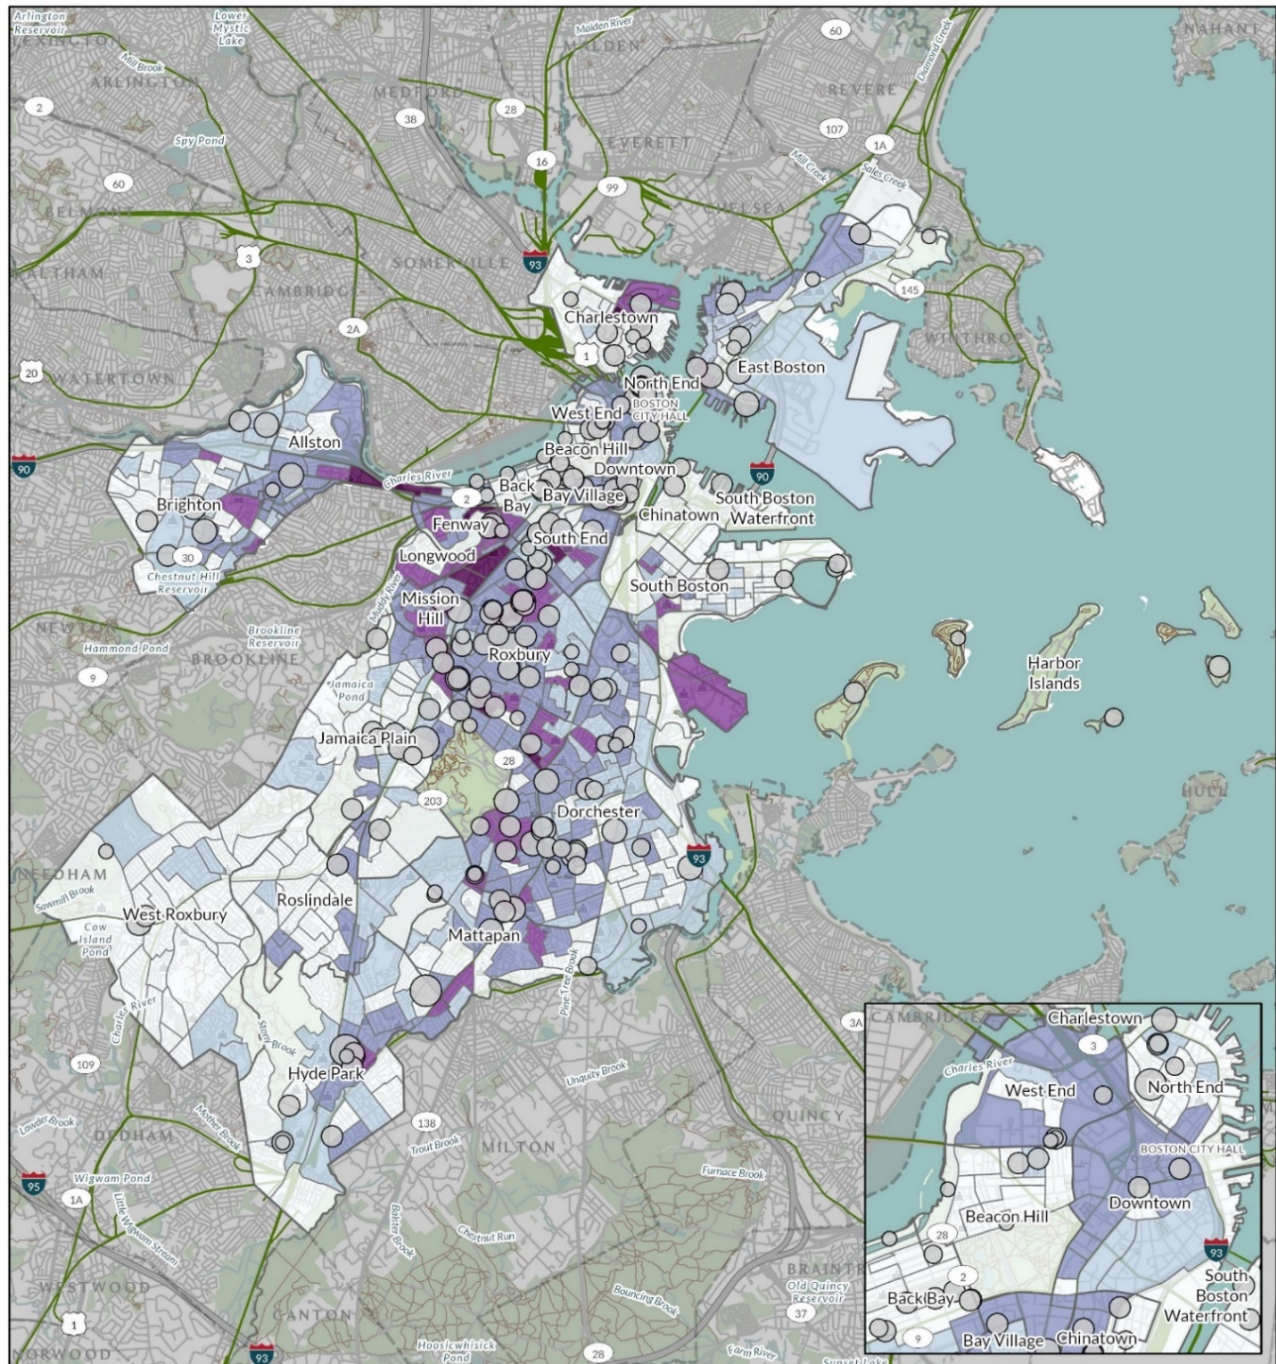 Arlington
Reservoir
LEXINGTON
Lower
Mystic
Lake
Malden River
MALDEN
60
Diamond Creek
NAHANT
Mill Brook
ARLINGTON
MEDFORD
REVERE
2
38
28
107
1A
Spy Pond
16
EVERETT
Mill Creek
Sales Creek
60
99
BELMONT
CHELSEA
3
SOMERVILLE
93
WALTHAM
CAMBRIDGE
145
Charlestown
2A
WINTHROP
1
20
WATERTOWN
East Boston
North End
West End
BOSTON
CITY HALL
Allston
Beacon Hill
90
Charles River
Downtown
90
Back
Bay
Bay Village
2
South Boston
Waterfront
Brighton
Chinatown
Fenway
South End
Longwood
30
Chestnut Hill
Reservoir
South Boston
Muddy River
Mission
Hill
NEWTON
Hammond Pond
Brookline
Reservoir
BROOKLINE
Roxbury
9
Harbor
Islands
Jamaica
Pond
Jamaica Plain
28
203
HULL
Dorchester
93
NEEDHAM
Sawmill Brook
Roslindale
West Roxbury
Cow
Island
Pond
Mattapan
Pine Tree Brook
Charles River
Stony Brook
3A
109
Hyde Park
Unquity Brook
Lowder Brook
DEDHAM
Mother Brook
138
Trout Brook
MILTON
QUINCY
Furnace Brook
95
Wigwam Pond
1A
Little Wigwam Stream
Balster Brook
Chestnut Run
WESTWOOD
BRAINTR
Old Quincy
Reservoir
Bouncing Brook
1
CANTON
37
NORWOOD
93
Hoosicwhisick
Pond
28
Farm River
Sunset Lake
CAMBRIDGE
Charlestown
3
Charles River
West End
North End
BOSTON CITY HALL
Downtown
Beacon Hill
28
93
2
Back Bay
South
Boston
Waterfront
9
Bay Village
Chinatown